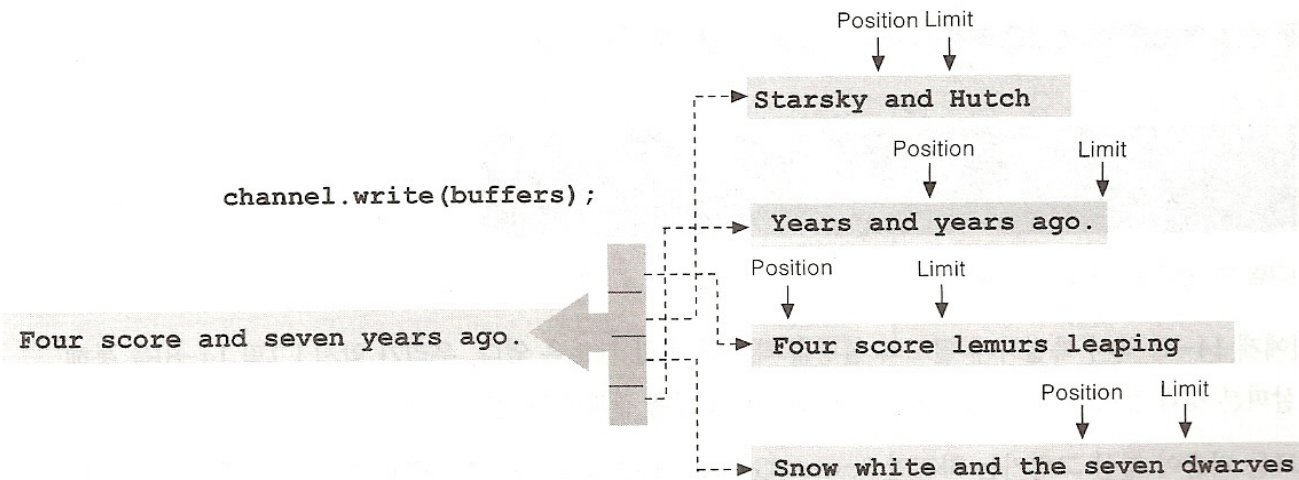 Position Limit
Starsky and Hutch
Position Limit
channel.write(buffers);
Years and years ago.
Position Limit
Four score and seven years ago.
Four score lemurs leaping
Position Limit
Snow white and the seven dwarves